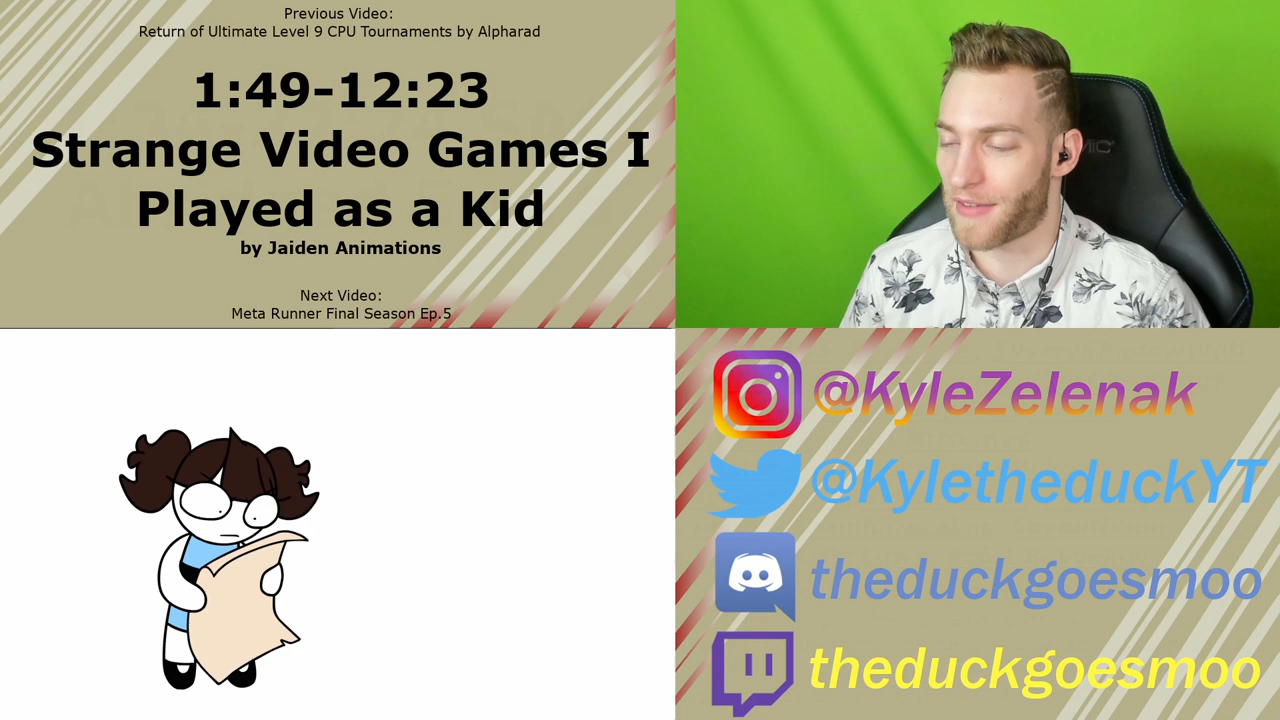 Previous Video:
Return of Ultimate Level 9 CPU Tournaments by Alpharad
1:49-12:23
Strange Video Games I
Played as a Kid
by Jaiden Animations
Next Video:
Meta Runner Final Season Ep.5
@KyleZelenak
@KyletheduckYT
theduckgoesmoo
theduckgoesmoo